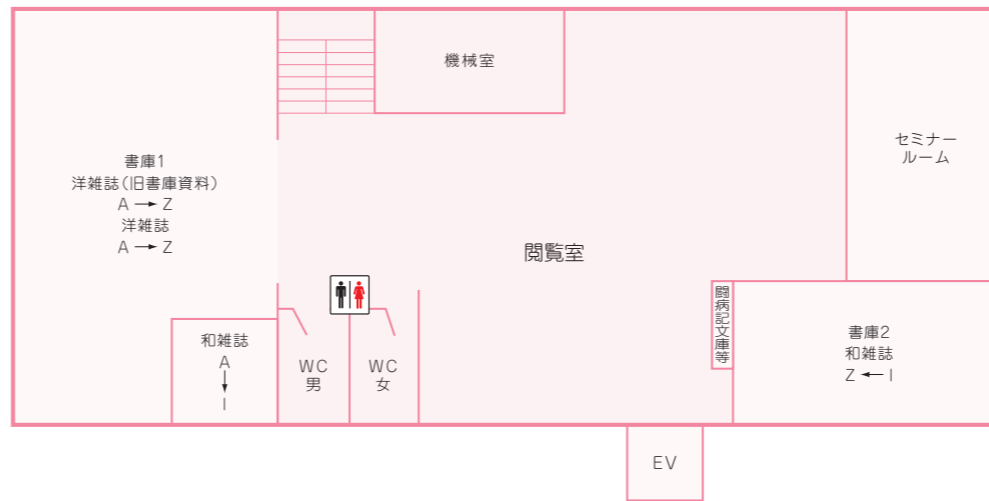 機械室
セミナー
ルーム
書庫1
洋雑誌(旧書庫資料)
A → Z
洋雑誌
A → Z
閲覧室
闘病記文庫等
和雑誌
A
↓
I
WC
男
WC
女
書庫2
和雑誌
Z ← I
EV